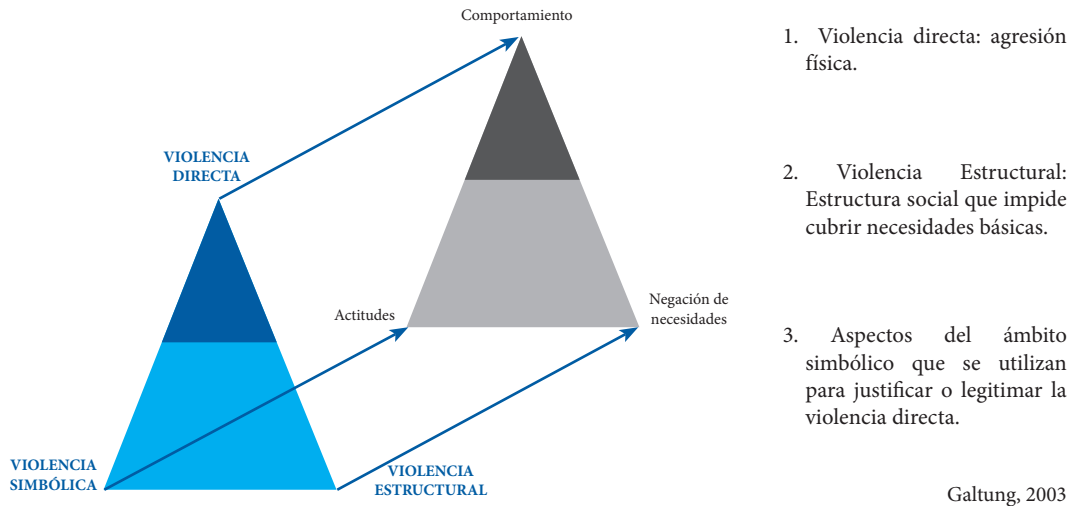 Comportamiento
VIOLENCIA
DIRECTA
Actitudes
Negación de
necesidades
VIOLENCIA
SIMBÓLICA
VIOLENCIA
ESTRUCTURAL
1. Violencia directa: agresión
física.
2. Violencia Estructural:
Estructura social que impide
cubrir necesidades básicas.
3. Aspectos del ámbito
simbólico que se utilizan
para justificar o legitimar la
violencia directa.
Galtung, 2003